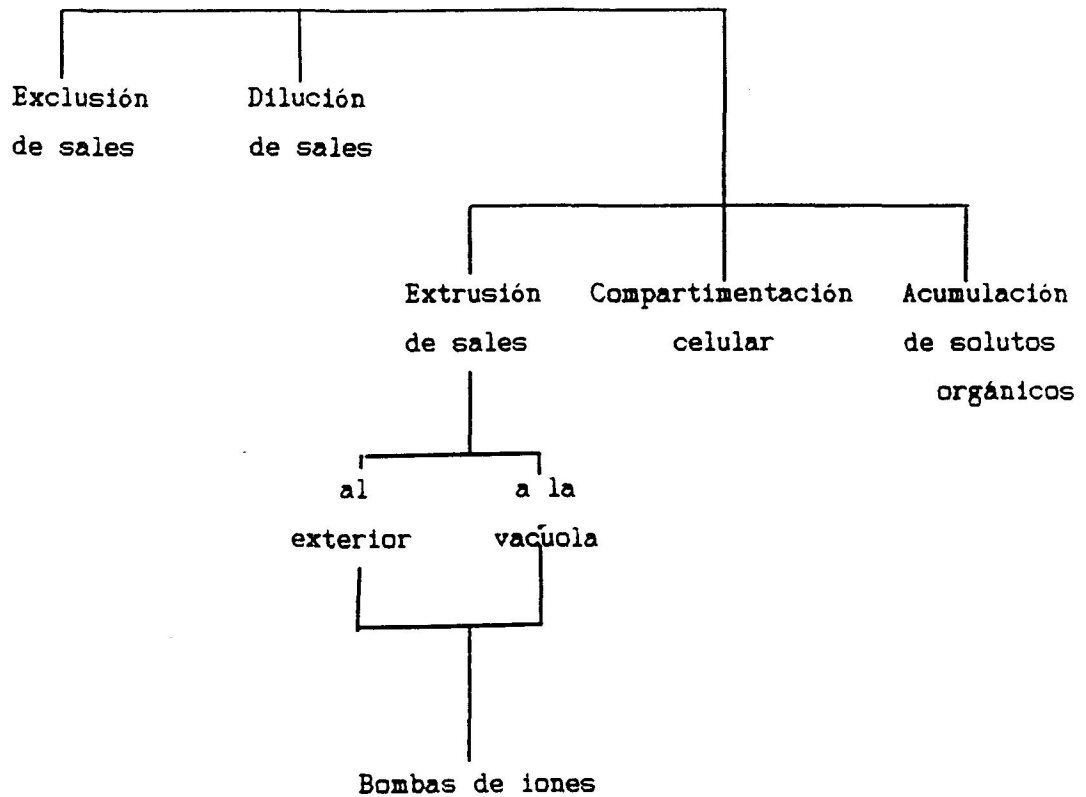 Exclusión
de sales
Dilución
de sales
Extrusión
de sales
Compartimentación
celular
Acumulación
de solutos
orgánicos
al
exterior
a la
vacúola
Bombas de iones